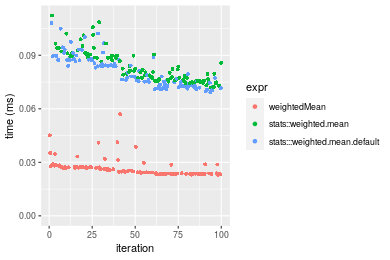 time (ms)
0.09
0.06
0.03
0.00
0
25
50
75
100
iteration
expr
weightedMean
stats::weighted.mean
stats:::weighted.mean.default